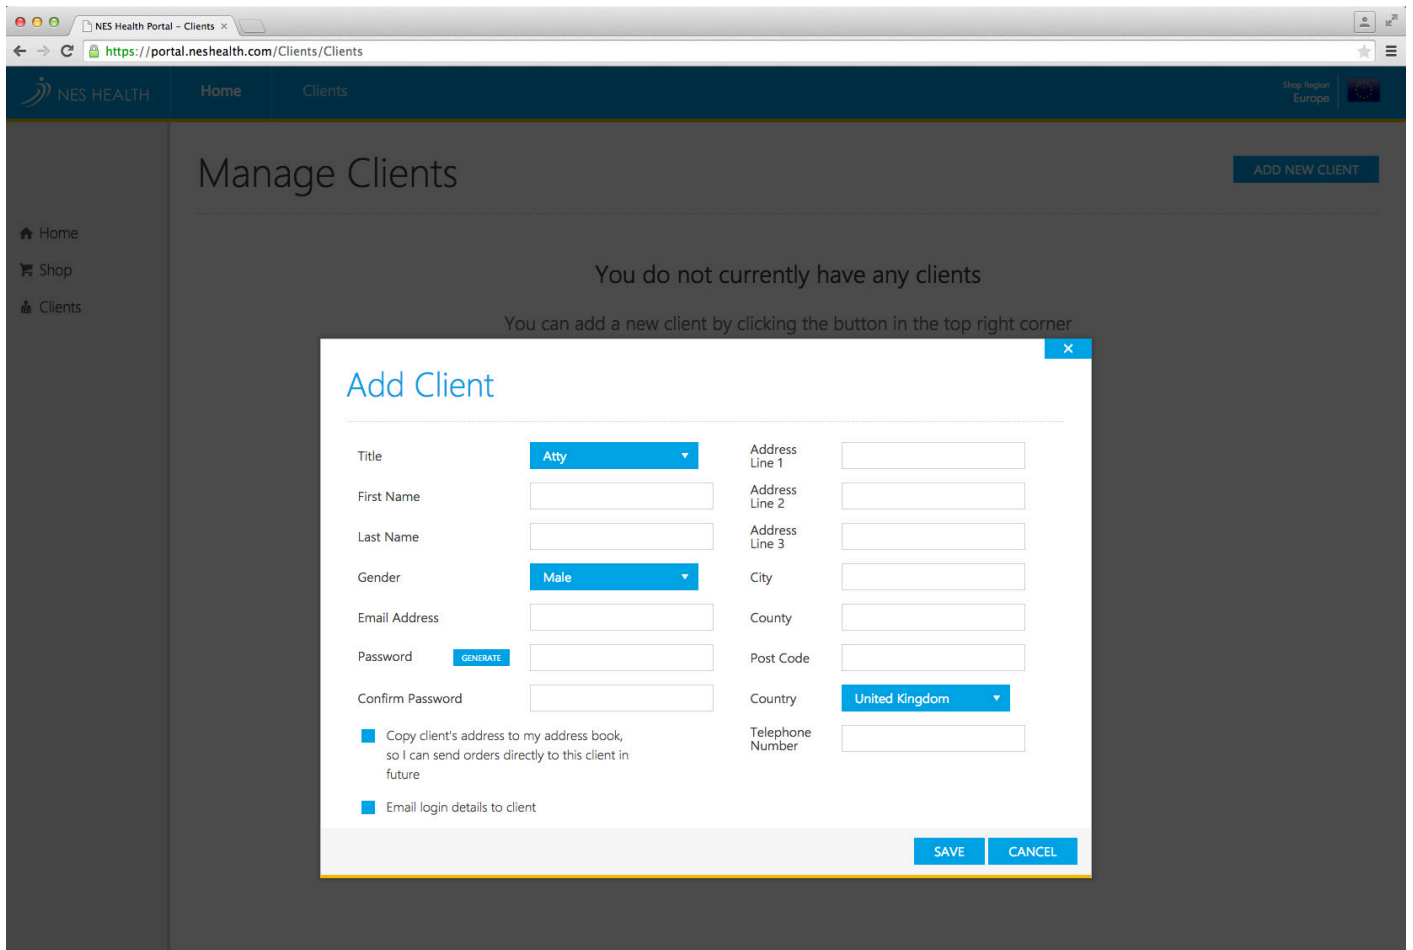 NES Health Portal – Clients ×
https://portal.neshealth.com/Clients/Clients
NES HEALTH
Home
Clients
Shop Region
Europe
Manage Clients
ADD NEW CLIENT
Home
Shop
Clients
You do not currently have any clients
You can add a new client by clicking the button in the top right corner
×
Add Client
Title
Atty
First Name
Last Name
Gender
Male
Email Address
Password
GENERATE
Confirm Password
Copy client's address to my address book,
so I can send orders directly to this client in
future
Email login details to client
Address
Line 1
Address
Line 2
Address
Line 3
City
County
Post Code
Country
United Kingdom
Telephone
Number
SAVE
CANCEL